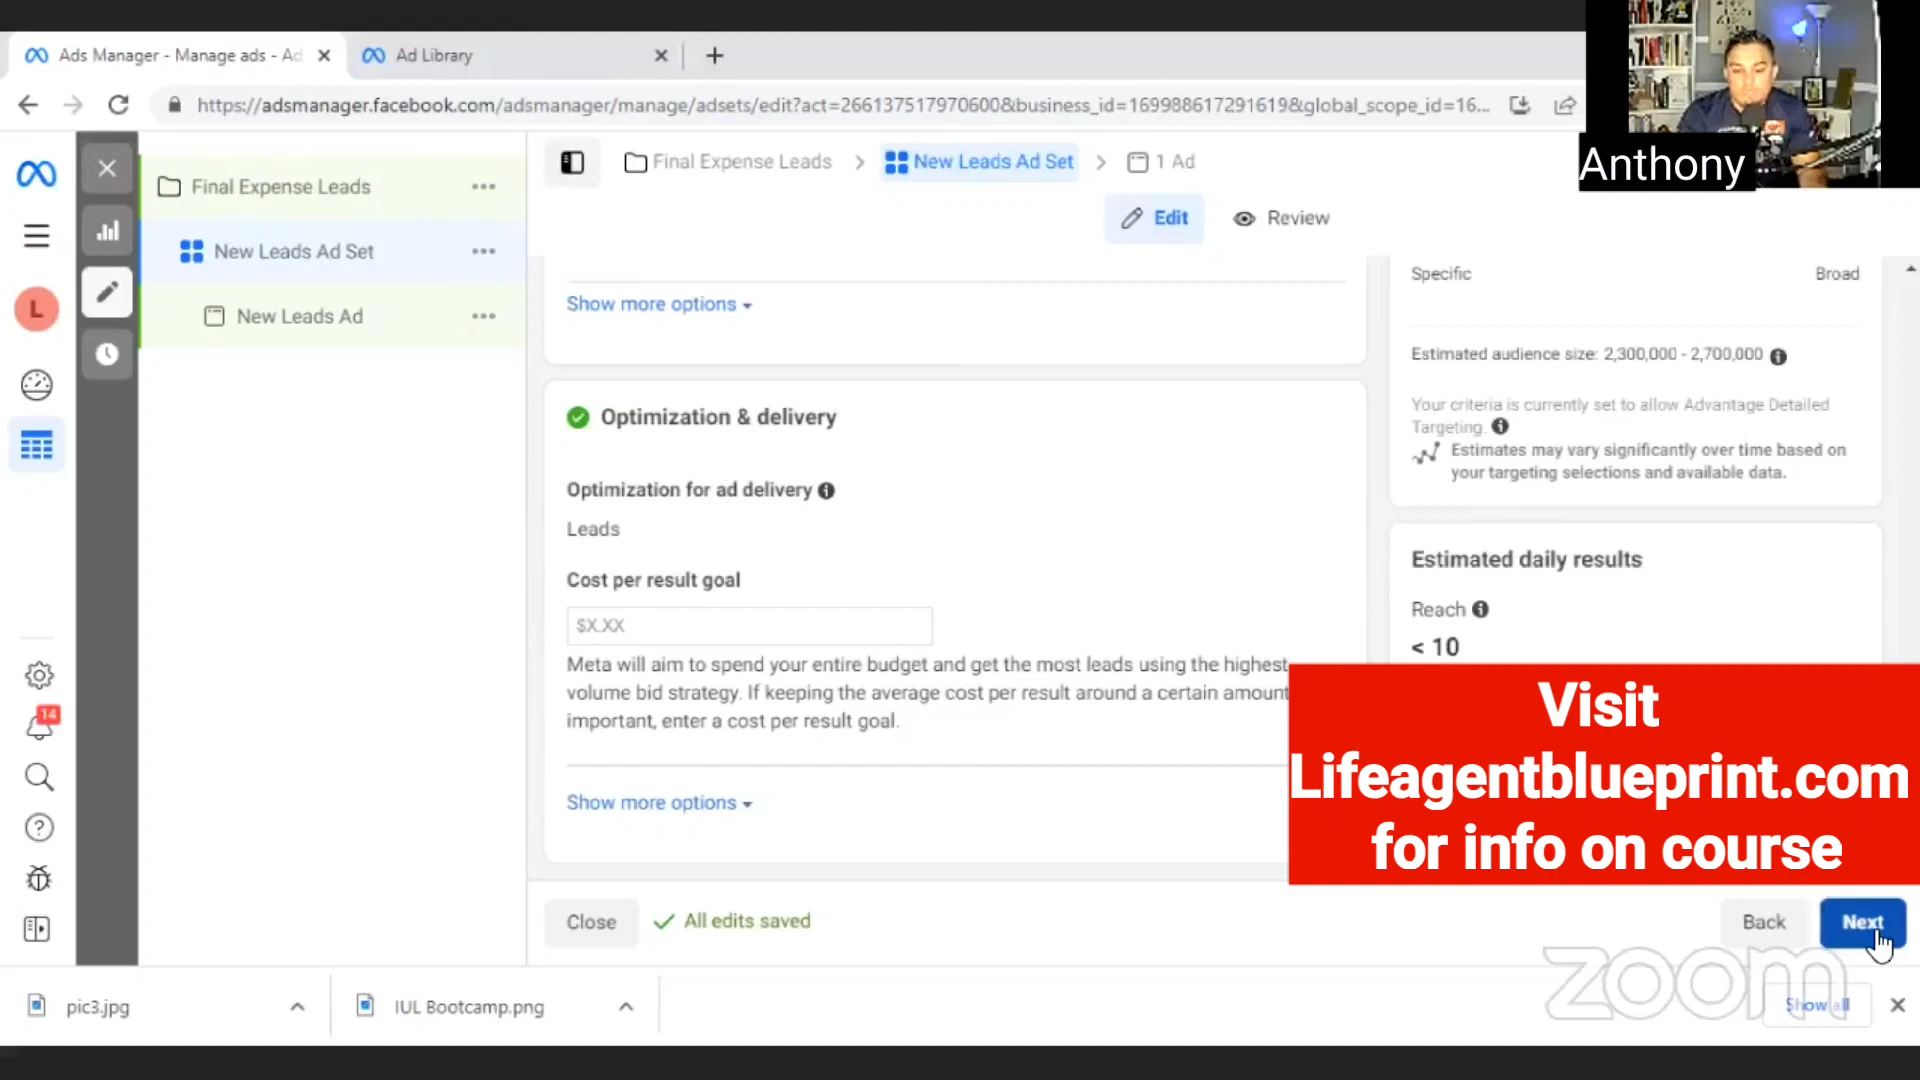 Ads Manager - Manage ads - Ad
Ad Library
https://adsmanager.facebook.com/adsmanager/manage/adsets/edit?act=266137517970600&business_id=169988617291619&global_scope_id=16...
Anthony
Final Expense Leads
New Leads Ad Set
New Leads Ad
L
14
Final Expense Leads
New Leads Ad Set
1 Ad
Edit
Review
Show more options
Optimization & delivery
Optimization for ad delivery
Leads
Cost per result goal
$X.XX
Meta will aim to spend your entire budget and get the most leads using the highest
volume bid strategy. If keeping the average cost per result around a certain amount
important, enter a cost per result goal.
Show more options
Specific
Broad
Estimated audience size: 2,300,000 - 2,700,000
Your criteria is currently set to allow Advantage Detailed
Targeting.
Estimates may vary significantly over time based on
your targeting selections and available data.
Estimated daily results
Reach
< 10
Visit
Lifeagentblueprint.com
for info on course
Close
All edits saved
Back
Next
zoom
pic3.jpg
IUL Bootcamp.png
Show all